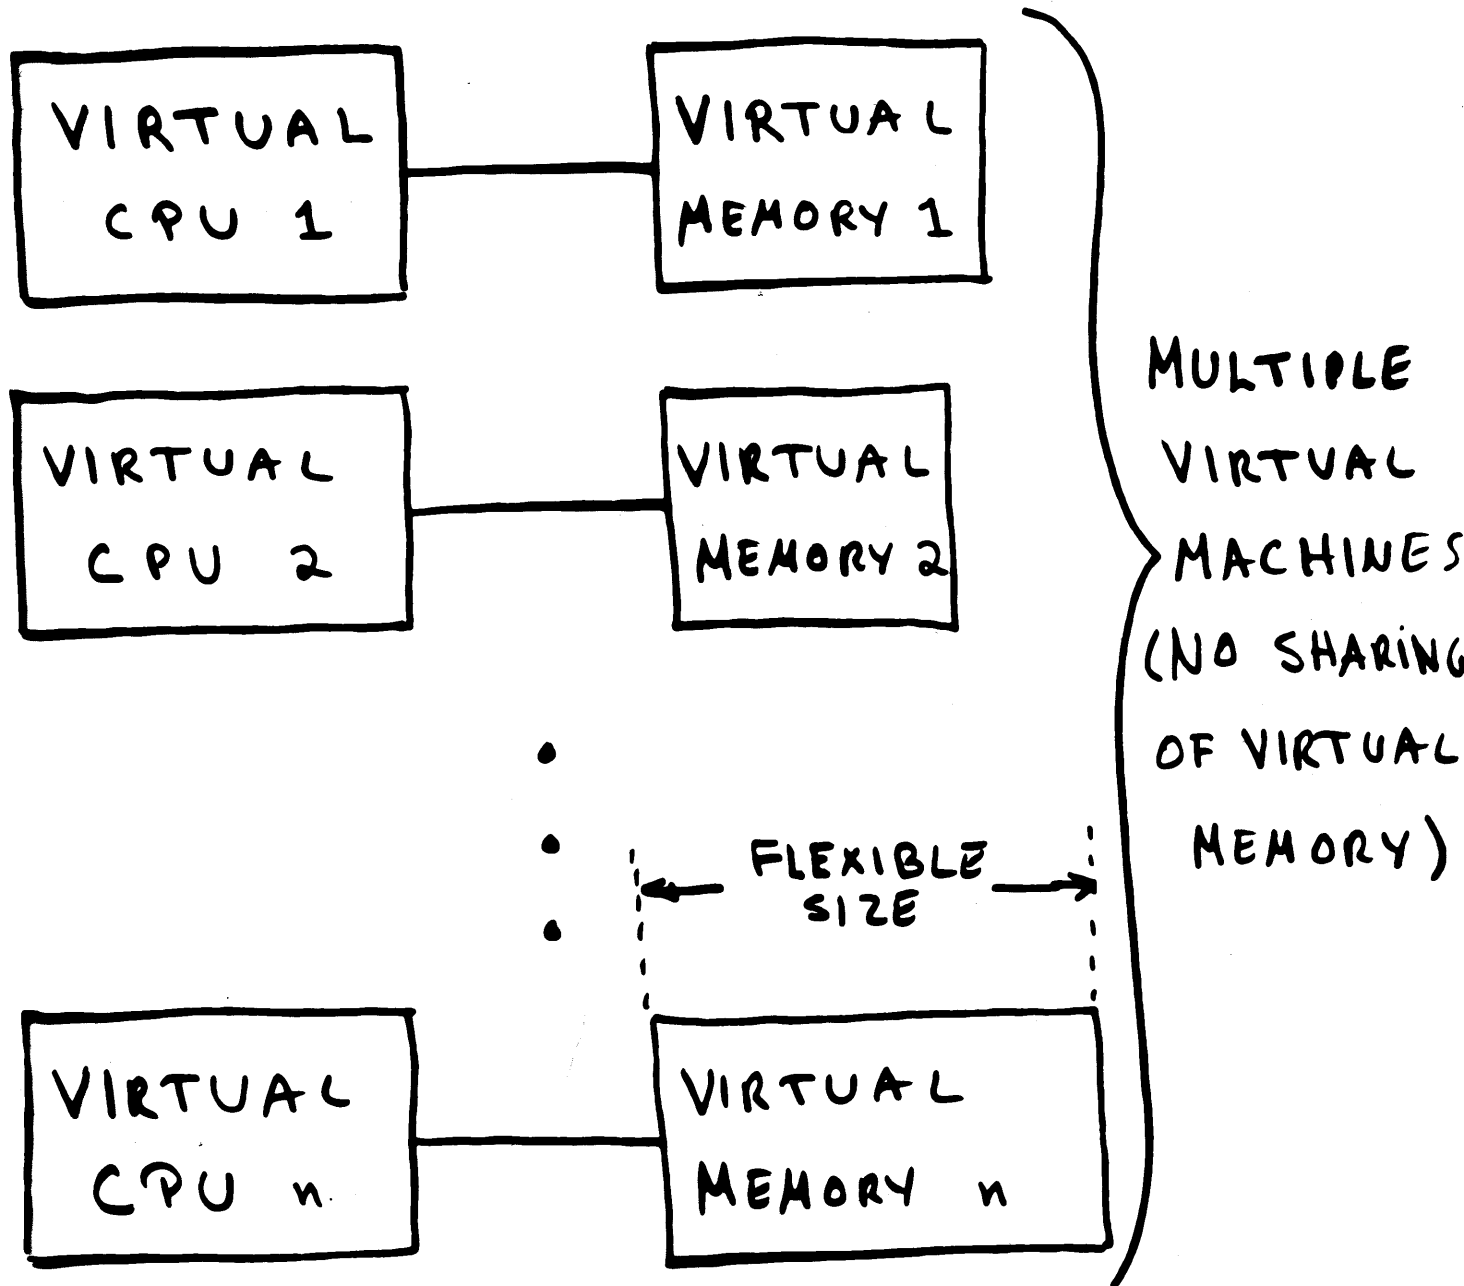 VIRTUAL
CPU 1
VIRTUAL
MEMORY 1
VIRTUAL
CPU 2
VIRTUAL
MEMORY 2
FLEXIBLE
SIZE
VIRTUAL
CPU n
VIRTUAL
MEMORY n
MULTIPLE
VIRTUAL
MACHINES
(NO SHARING
OF VIRTUAL
MEMORY)